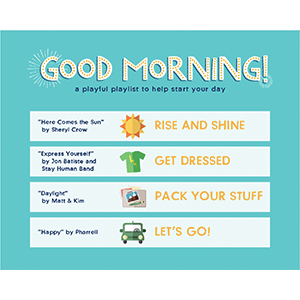 GOOD MORNING!
a playful playlist to help start your day
"Here Comes the Sun"
by Sheryl Crow
RISE AND SHINE
"Express Yourself"
by Jon Batiste and
Stay Human Band
GET DRESSED
"Daylight"
by Matt & Kim
PACK YOUR STUFF
"Happy" by Pharrell
LET'S GO!